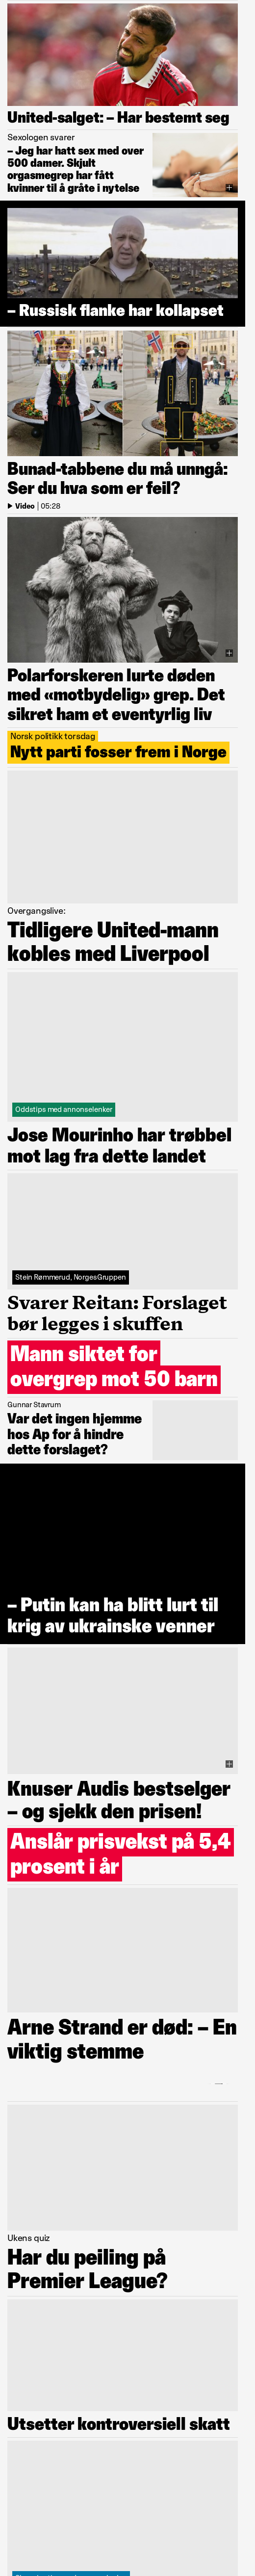 United-salget: – Har bestemt seg
Sexologen svarer
– Jeg har hatt sex med over
500 damer. Skjult
orgasmegrep har fått
kvinner til å gråte i nytelse
– Russisk flanke har kollapset
Bunad-tabbene du må unngå:
Ser du hva som er feil?
Video | 05:28
Polarforskeren lurte døden
med «motbydelig» grep. Det
sikret ham et eventyrlig liv
Norsk politikk torsdag
Nytt parti fosser frem i Norge
Overgangslive:
Tidligere United-mann
kobles med Liverpool
Oddstips med annonselenker
Jose Mourinho har trøbbel
mot lag fra dette landet
Stein Rømmerud, NorgesGruppen
Svarer Reitan: Forslaget
bør legges i skuffen
Mann siktet for
overgrep mot 50 barn
Gunnar Stavrum
Var det ingen hjemme
hos Ap for å hindre
dette forslaget?
– Putin kan ha blitt lurt til
krig av ukrainske venner
Knuser Audis bestselger
– og sjekk den prisen!
Anslår prisvekst på 5,4
prosent i år
Arne Strand er død: – En
viktig stemme
Ukens quiz
Har du peiling på
Premier League?
Utsetter kontroversiell skatt